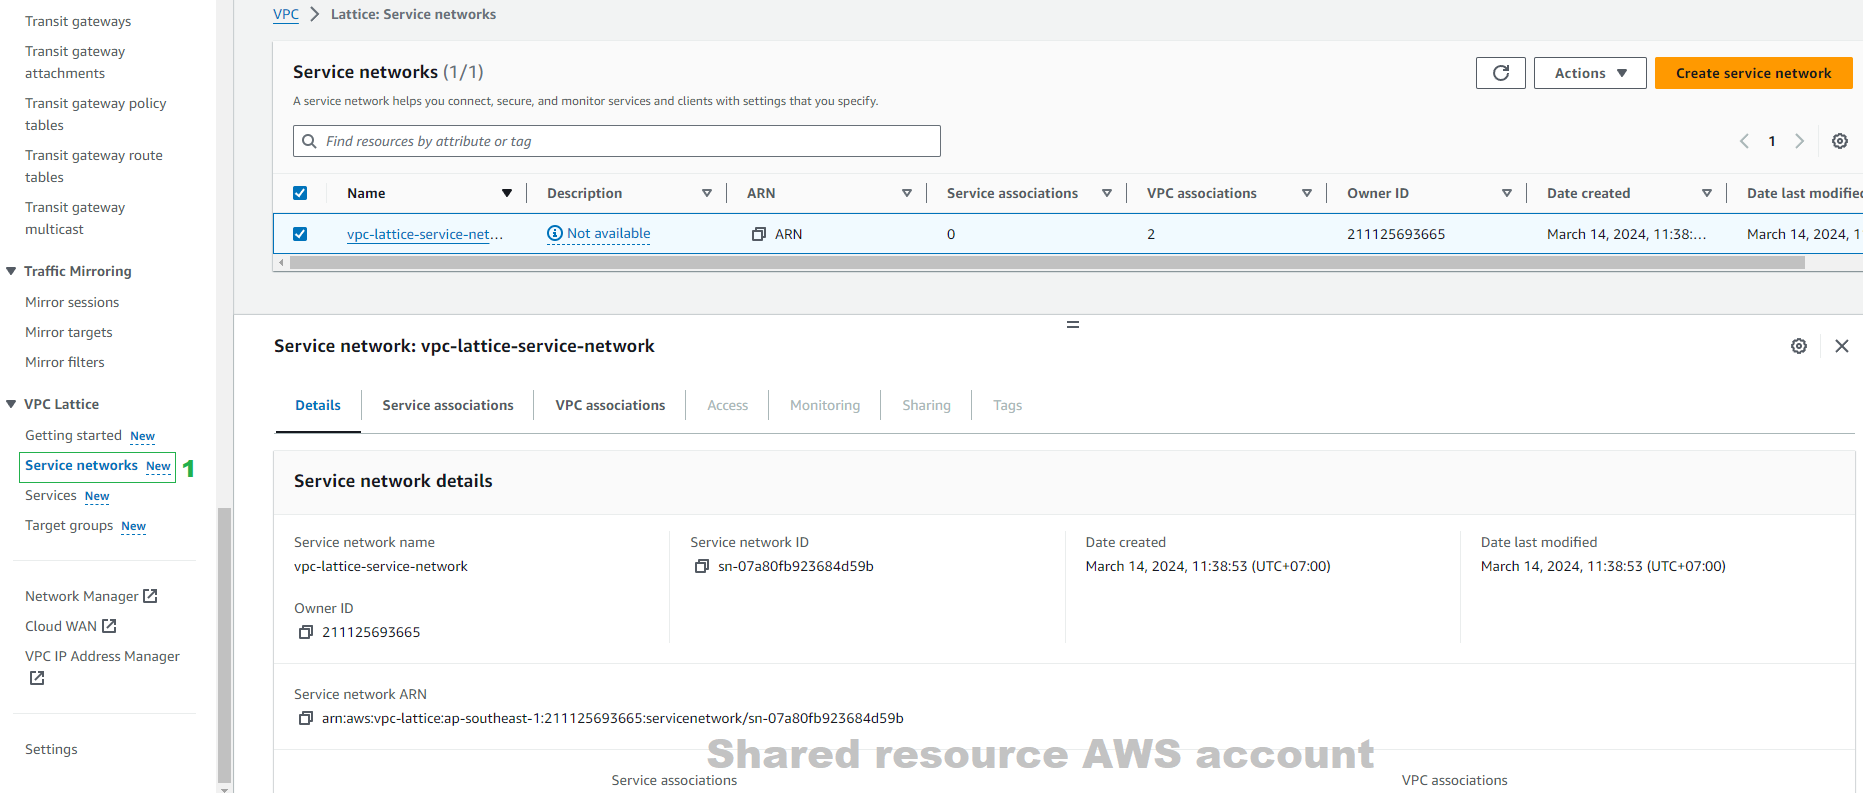 Transit gateways
Transit gateway
attachments
Transit gateway policy
tables
Transit gateway route
tables
Transit gateway
multicast
Traffic Mirroring
Mirror sessions
Mirror targets
Mirror filters
VPC Lattice
Getting started New
Service networks New 1
Services New
Target groups New
Network Manager
Cloud WAN
VPC IP Address Manager
Settings
VPC > Lattice: Service networks
Service networks (1/1)
Actions
Create service network
A service network helps you connect, secure, and monitor services and clients with settings that you specify.
Find resources by attribute or tag
1
Name Description ARN Service associations VPC associations Owner ID Date created Date last modified
vpc-lattice-service-net... Not available ARN 0 2 211125693665 March 14, 2024, 11:38:... March 14, 2024, 1
Service network: vpc-lattice-service-network
Details Service associations VPC associations Access Monitoring Sharing Tags
Service network details
Service network name Service network ID Date created Date last modified
vpc-lattice-service-network sn-07a80fb923684d59b March 14, 2024, 11:38:53 (UTC+07:00) March 14, 2024, 11:38:53 (UTC+07:00)
Owner ID
211125693665
Service network ARN
arn:aws:vpc-lattice:ap-southeast-1:211125693665:servicenetwork/sn-07a80fb923684d59b
Shared resource AWS account
Service associations VPC associations